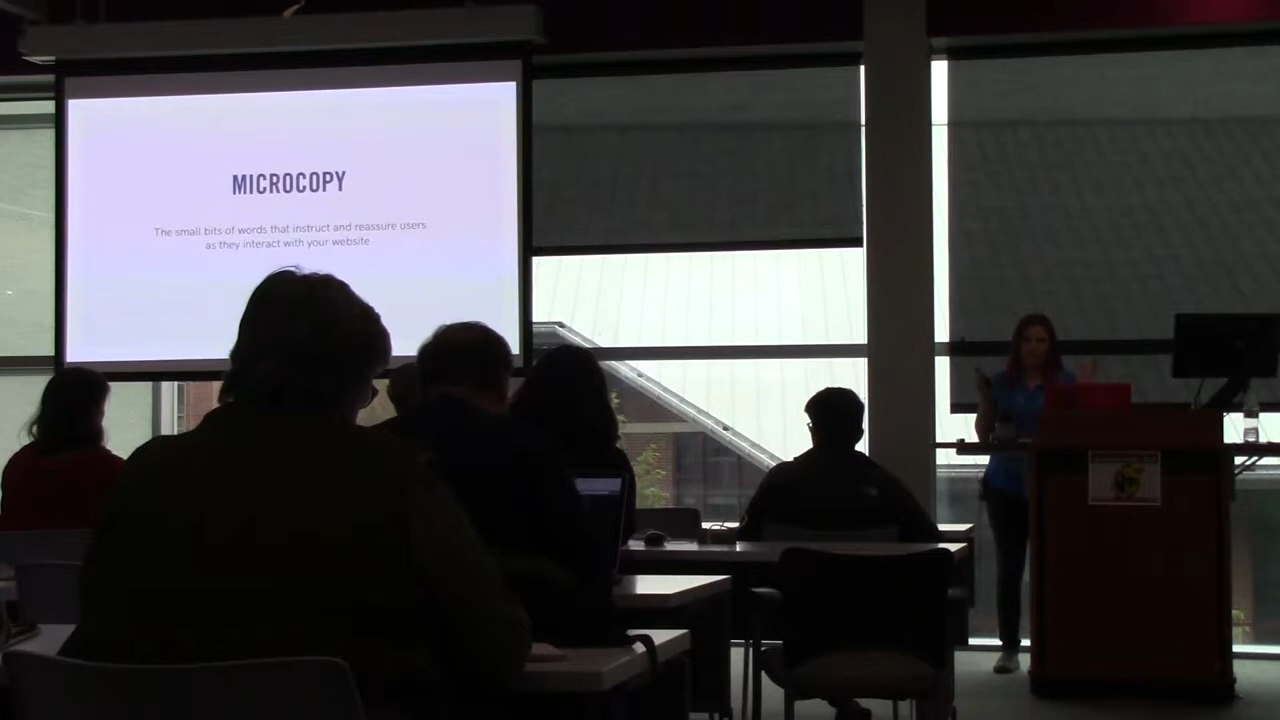 MICROCOPY
The small bits of words that instruct and reassure users
as they interact with your website